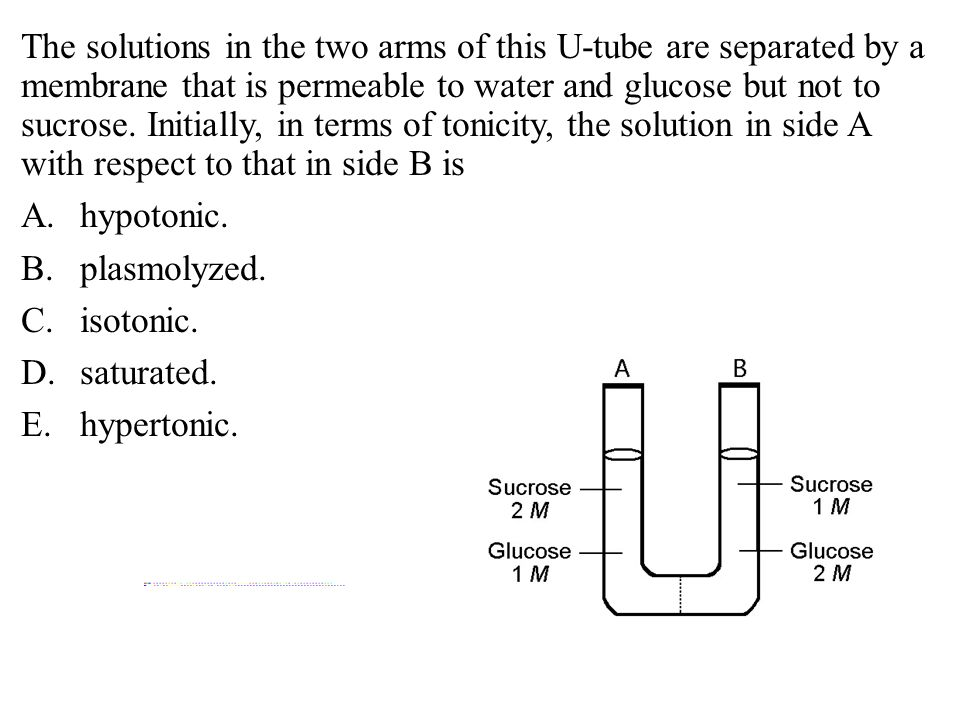 The solutions in the two arms of this U-tube are separated by a
membrane that is permeable to water and glucose but not to
sucrose. Initially, in terms of tonicity, the solution in side A
with respect to that in side B is
A. hypotonic.
B. plasmolyzed.
C. isotonic.
D. saturated.
E. hypertonic.
A B
Sucrose
2 M
Sucrose
1 M
Glucose
1 M
Glucose
2 M